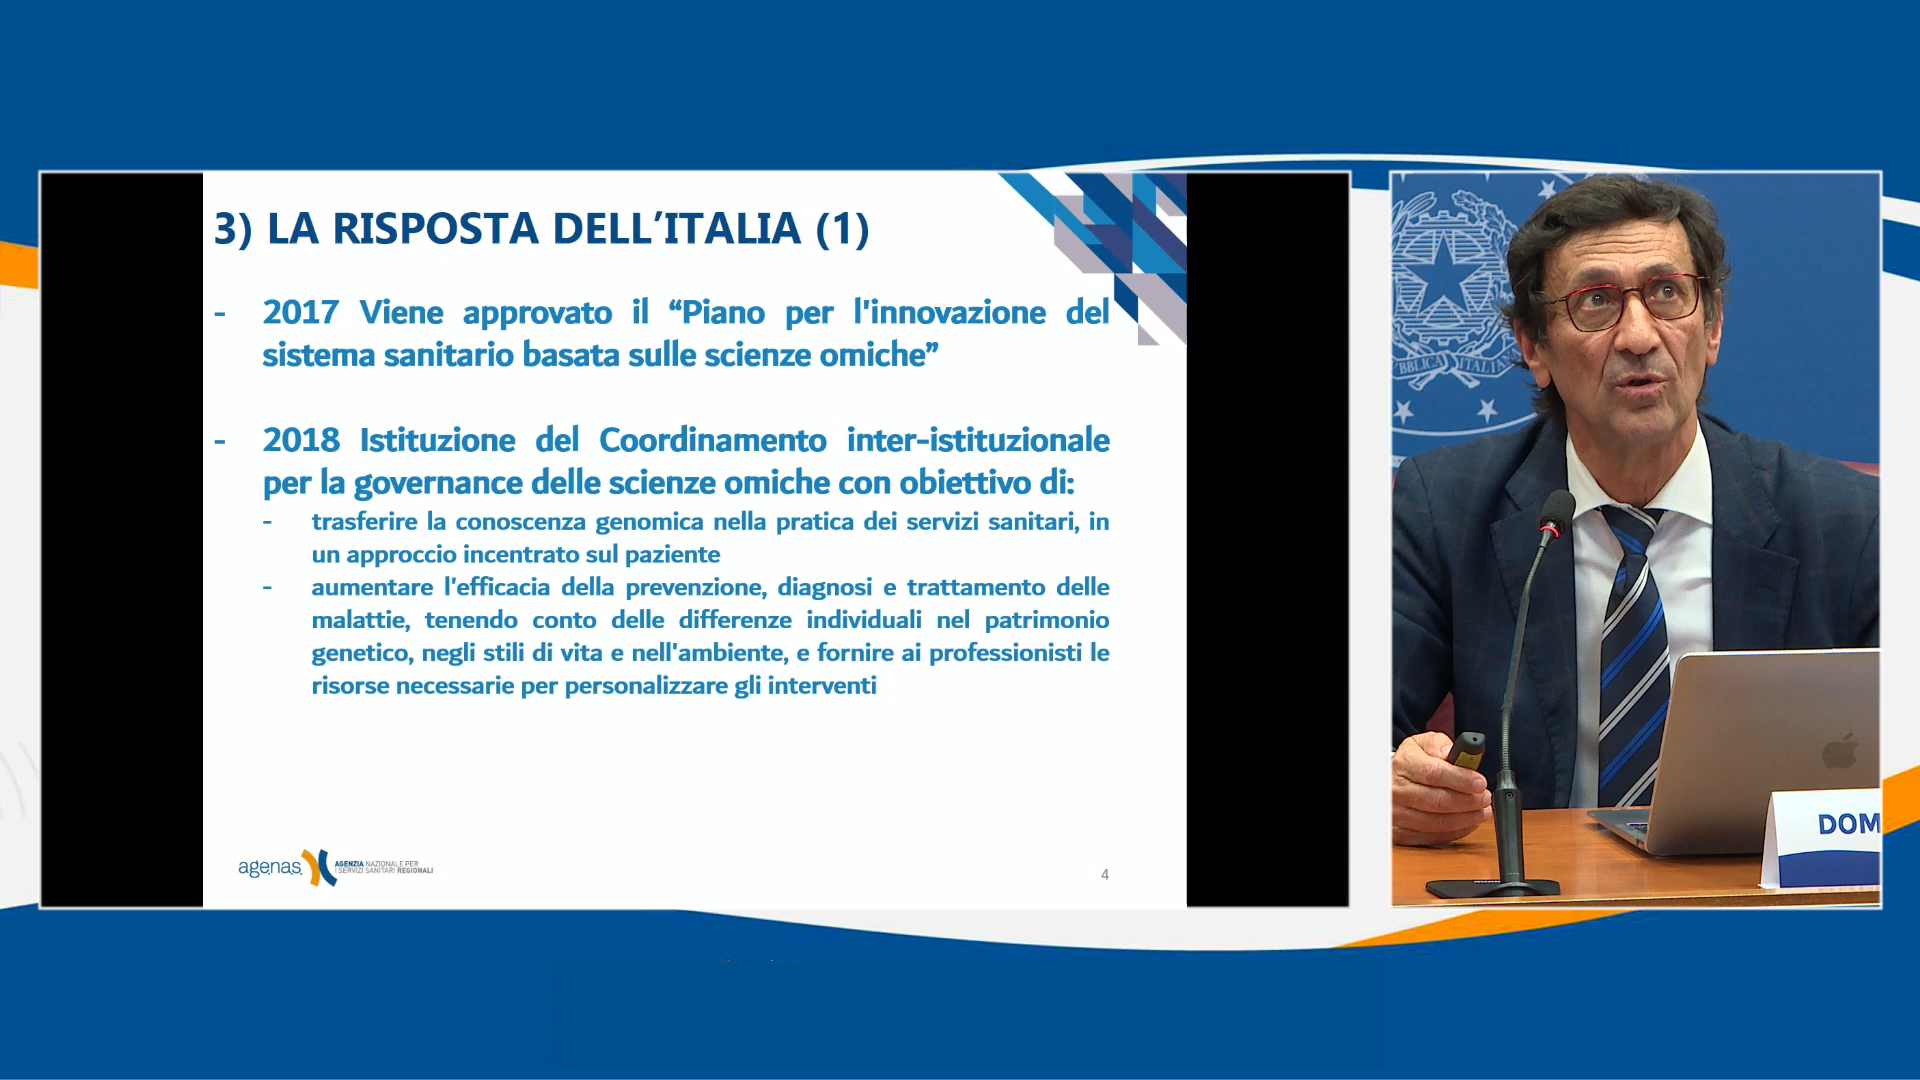 3) LA RISPOSTA DELL’ITALIA (1)
- 2017 Viene approvato il “Piano per l'innovazione del
sistema sanitario basata sulle scienze omiche”
- 2018 Istituzione del Coordinamento inter-istituzionale
per la governance delle scienze omiche con obiettivo di:
- trasferire la conoscenza genomica nella pratica dei servizi sanitari, in
un approccio incentrato sul paziente
- aumentare l'efficacia della prevenzione, diagnosi e trattamento delle
malattie, tenendo conto delle differenze individuali nel patrimonio
genetico, negli stili di vita e nell'ambiente, e fornire ai professionisti le
risorse necessarie per personalizzare gli interventi
agenas.
AGENZIA NAZIONALE PER
I SERVIZI SANITARI REGIONALI
4
BBLICA ITALIAN
DOM